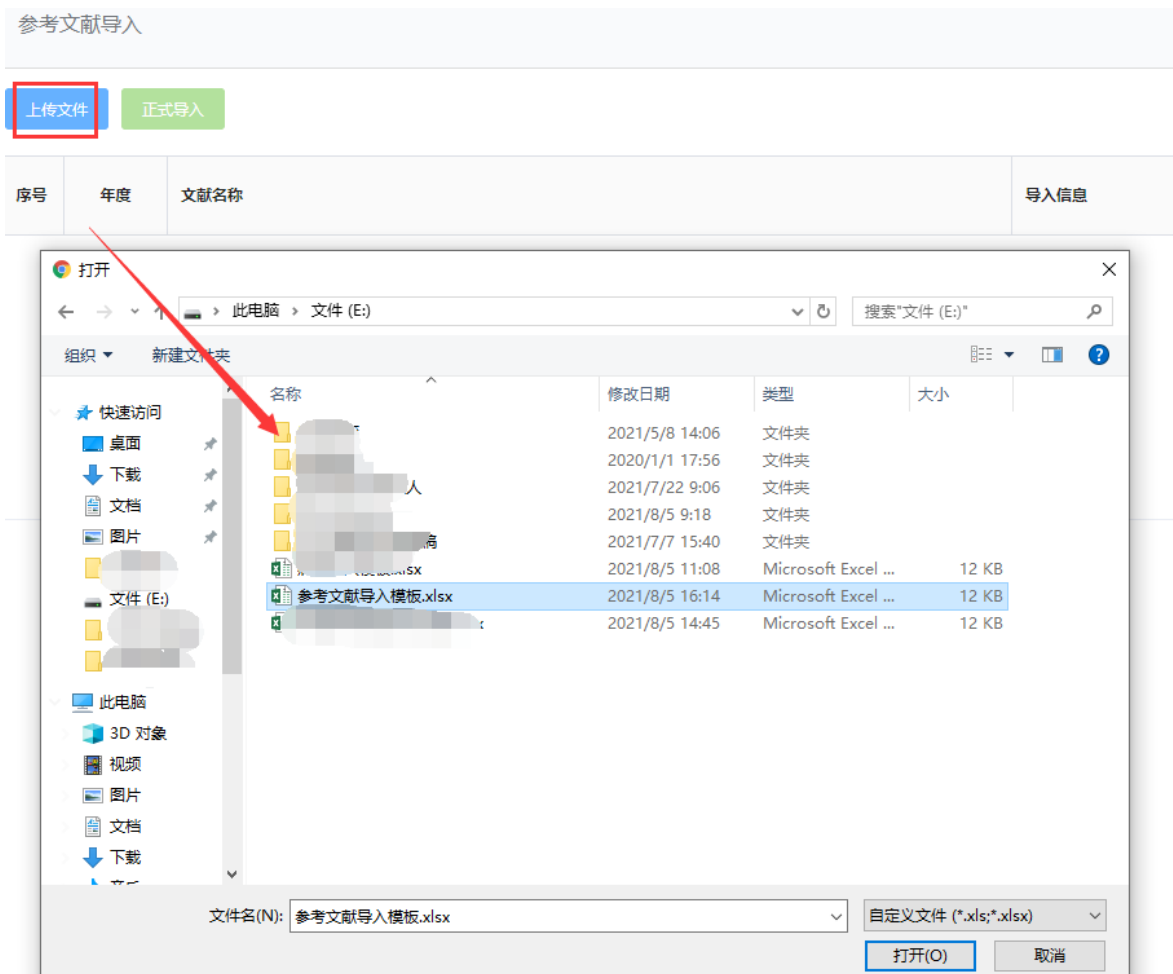 参考文献导入
上传文件 正式导入
序号 年度 文献名称 导入信息
打开
此电脑 文件 (E:) 搜索"文件 (E:)"
组织 新建文件夹
名称 修改日期 类型 大小
快速访问
桌面
下载
文档
图片
文件 (E:)
此电脑
3D 对象
视频
图片
文档
下载
2021/5/8 14:06 文件夹
2020/1/1 17:56 文件夹
人 2021/7/22 9:06 文件夹
2021/8/5 9:18 文件夹
稿 2021/7/7 15:40 文件夹
.xlsx 2021/8/5 11:08 Microsoft Excel ... 12 KB
参考文献导入模板.xlsx 2021/8/5 16:14 Microsoft Excel ... 12 KB
2021/8/5 14:45 Microsoft Excel ... 12 KB
文件名(N): 参考文献导入模板.xlsx 自定义文件 (*.xls;*.xlsx)
打开(O) 取消